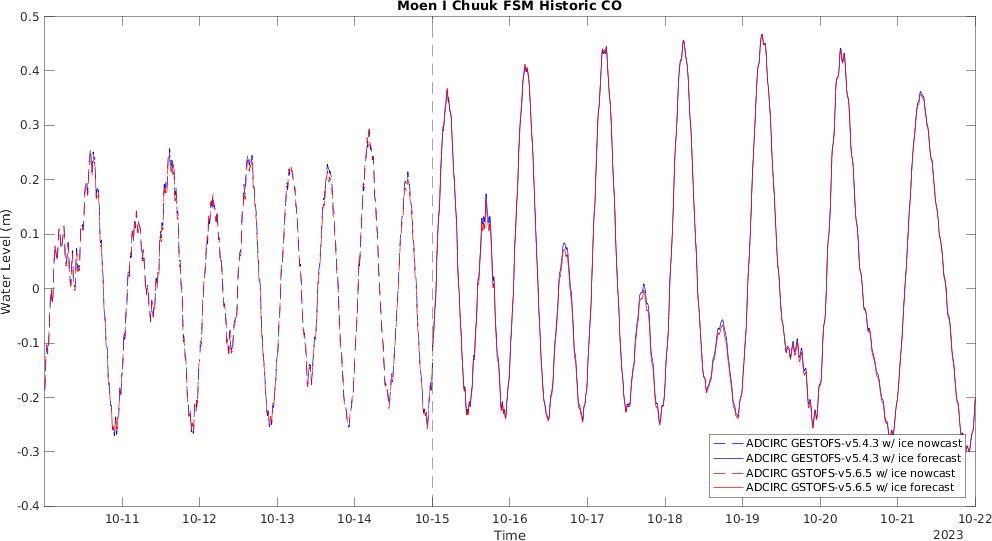 Moen I Chuuk FSM Historic CO
0.5
0.4
0.3
0.2
0.1
0
-0.1
-0.2
-0.3
-0.4
Water Level (m)
ADCIRC GESTOFS-v5.4.3 w/ ice nowcast
ADCIRC GESTOFS-v5.4.3 w/ ice forecast
ADCIRC GSTOFS-v5.6.5 w/ ice nowcast
ADCIRC GSTOFS-v5.6.5 w/ ice forecast
10-11 10-12 10-13 10-14 10-15 10-16 10-17 10-18 10-19 10-20 10-21 10-22
Time
2023